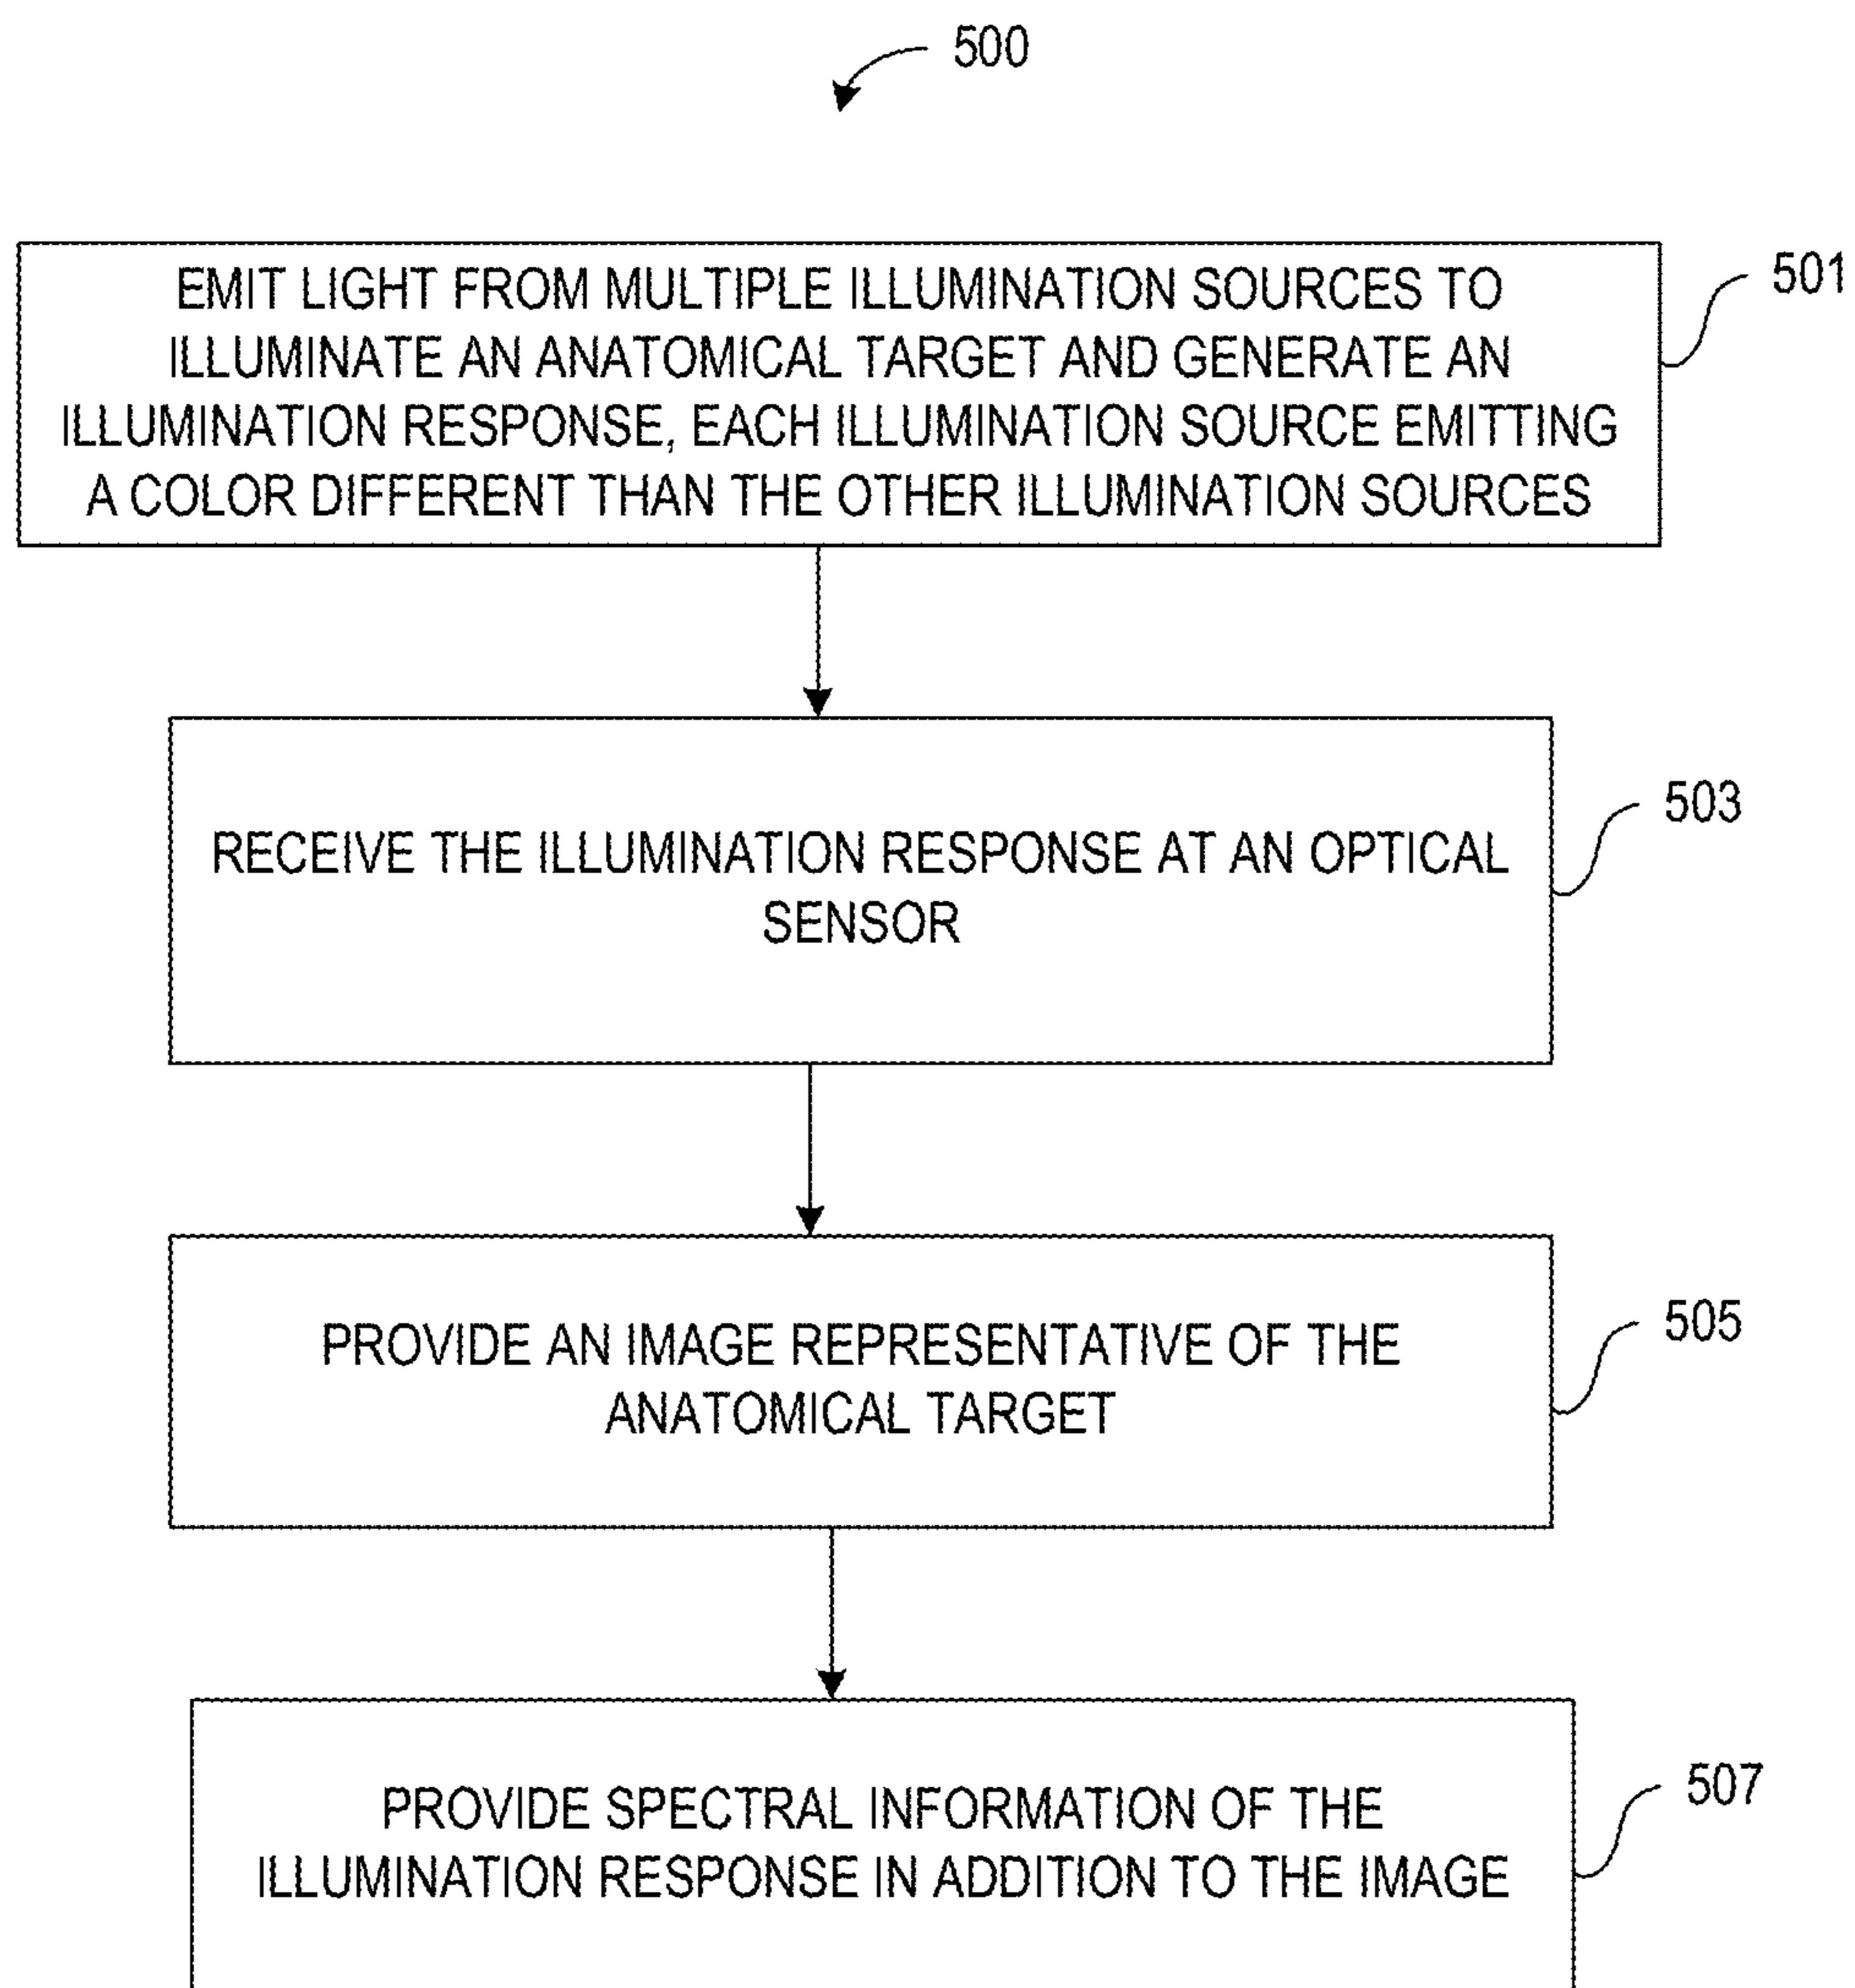 500
EMIT LIGHT FROM MULTIPLE ILLUMINATION SOURCES TO
ILLUMINATE AN ANATOMICAL TARGET AND GENERATE AN
ILLUMINATION RESPONSE, EACH ILLUMINATION SOURCE EMITTING
A COLOR DIFFERENT THAN THE OTHER ILLUMINATION SOURCES
501
RECEIVE THE ILLUMINATION RESPONSE AT AN OPTICAL
SENSOR
503
PROVIDE AN IMAGE REPRESENTATIVE OF THE
ANATOMICAL TARGET
505
PROVIDE SPECTRAL INFORMATION OF THE
ILLUMINATION RESPONSE IN ADDITION TO THE IMAGE
507